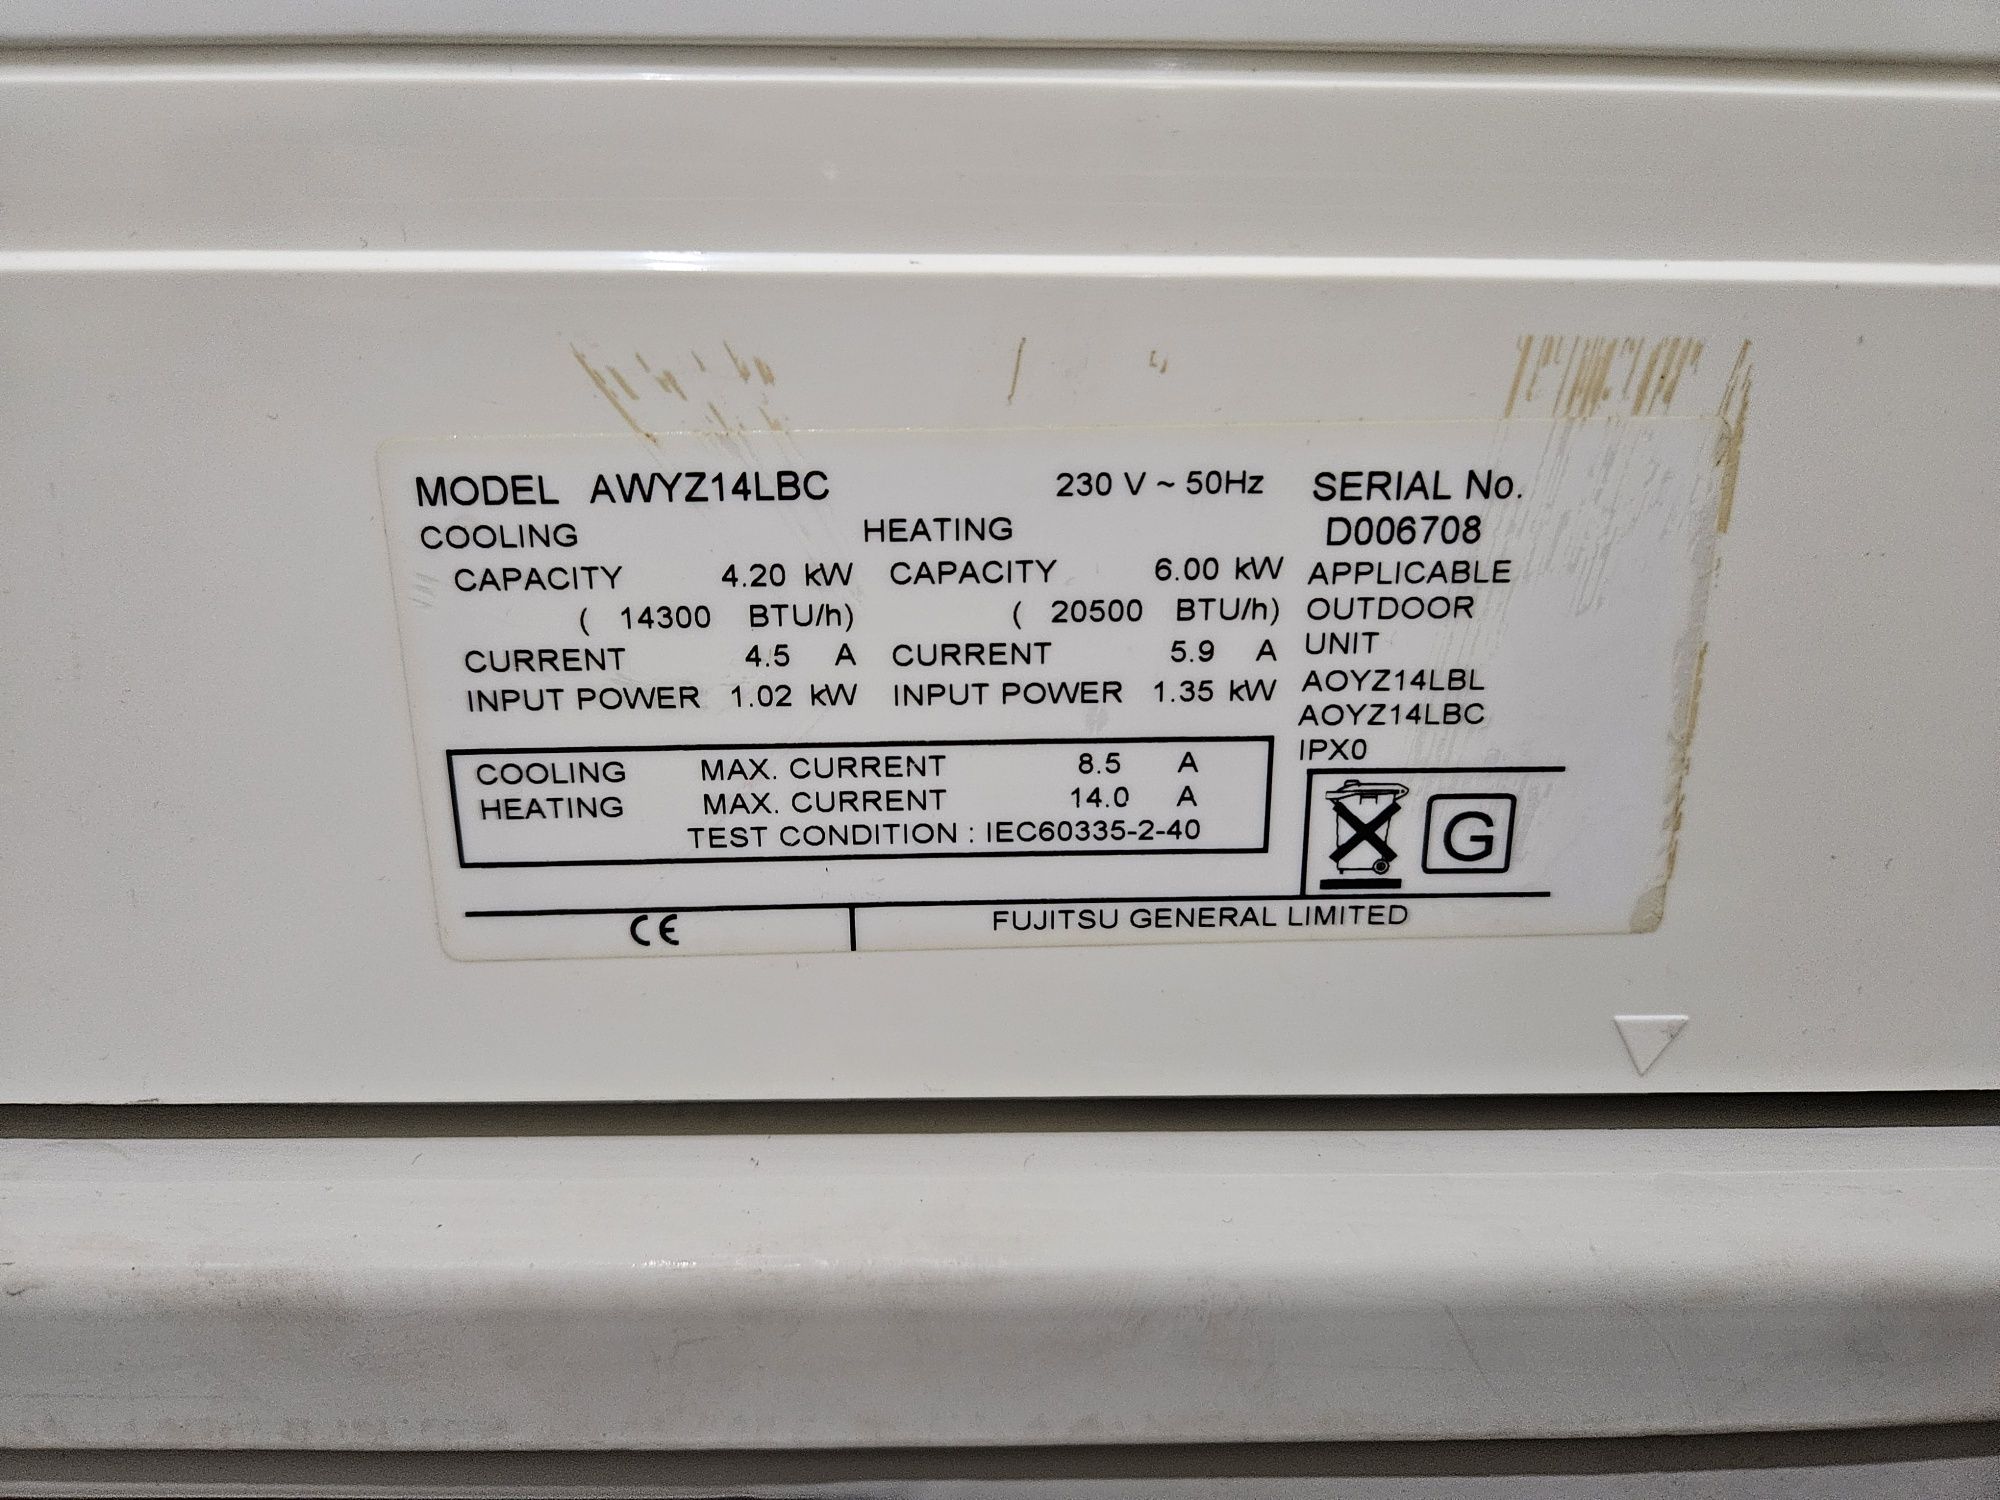 MODEL AWYZ14LBC 230 V ~ 50Hz SERIAL No.
COOLING HEATING D006708
CAPACITY 4.20 kW CAPACITY 6.00 kW APPLICABLE
( 14300 BTU/h) ( 20500 BTU/h) OUTDOOR
CURRENT 4.5 A CURRENT 5.9 A UNIT
INPUT POWER 1.02 kW INPUT POWER 1.35 kW AOYZ14LBL
AOYZ14LBC
COOLING MAX. CURRENT 8.5 A IPX0
HEATING MAX. CURRENT 14.0 A
TEST CONDITION : IEC60335-2-40
G
CE FUJITSU GENERAL LIMITED